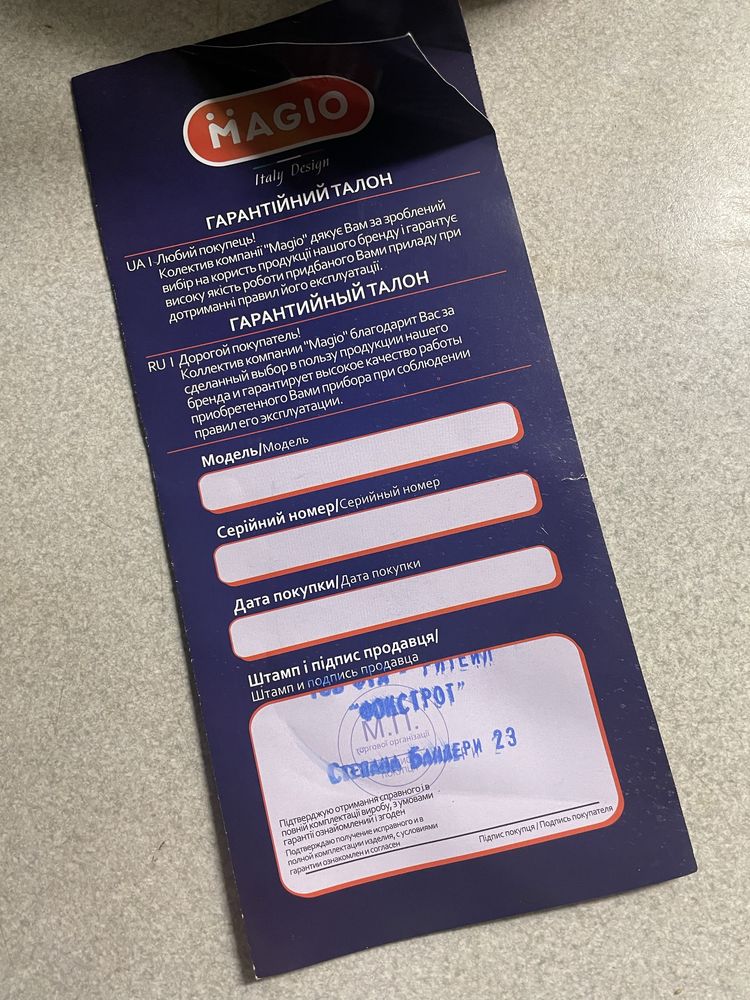 MAGIO
Italy Design
ГАРАНТІЙНИЙ ТАЛОН
UA | Любий покупець!
Колектив компанії "Magio" дякує Вам за зроблений
вибір на користь продукції нашого бренду і гарантує
високу якість роботи придбаного Вами приладу при
дотриманні правил його експлуатації.
ГАРАНТИЙНЫЙ ТАЛОН
RU | Дорогой покупатель!
Коллектив компании "Magio" благодарит Вас за
сделанный выбор в пользу продукции нашего
бренда и гарантирует высокое качество работы
приобретенного Вами прибора при соблюдении
правил его эксплуатации.
Модель/Модель
Серійний номер/Серийный номер
Дата покупки/Дата покупки
Штамп і підпис продавця/
Штамп и подпись продавца
"ФОКСТРОТ"
М.П.
торгової організації
Степана Бандери 23
Підтверджую отримання справного і в
повній комплектації виробу, з умовами
гарантії ознайомлений і згоден
Подтверждаю получение исправного и в
полной комплектации изделия, с условиями
гарантии ознакомлен и согласен
Підпис покупця / Подпись покупателя